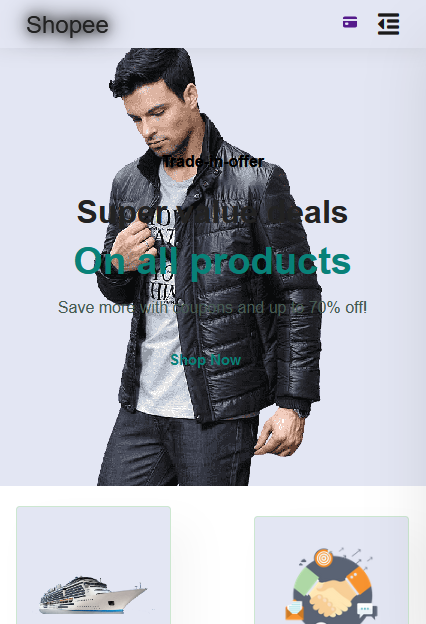 Shopee
Trade-in-offer
Super value deals
On all products
Save more with coupons and up to 70% off!
Shop Now